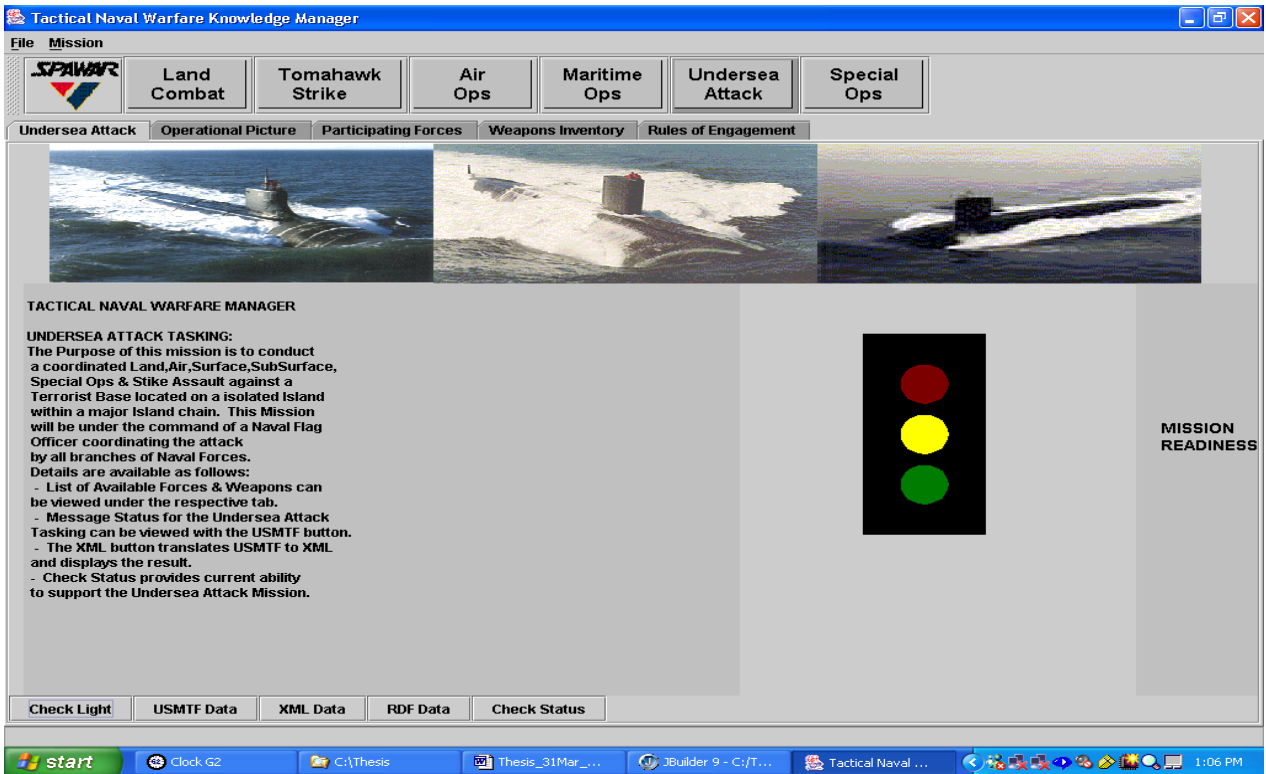 Tactical Naval Warfare Knowledge Manager
File Mission
SPAWAR
Land
Combat
Tomahawk
Strike
Air
Ops
Maritime
Ops
Undersea
Attack
Special
Ops
Undersea Attack Operational Picture Participating Forces Weapons Inventory Rules of Engagement
TACTICAL NAVAL WARFARE MANAGER
UNDERSEA ATTACK TASKING:
The Purpose of this mission is to conduct
a coordinated Land,Air,Surface,SubSurface,
Special Ops & Stike Assault against a
Terrorist Base located on a isolated Island
within a major Island chain. This Mission
will be under the command of a Naval Flag
Officer coordinating the attack
by all branches of Naval Forces.
Details are available as follows:
- List of Available Forces & Weapons can
be viewed under the respective tab.
- Message Status for the Undersea Attack
Tasking can be viewed with the USMTF button.
- The XML button translates USMTF to XML
and displays the result.
- Check Status provides current ability
to support the Undersea Attack Mission.
MISSION
READINESS
Check Light USMTF Data XML Data RDF Data Check Status
start Clock G2 C:\Thesis Thesis_31Mar_... JBuilder 9 - C:/T... Tactical Naval ... 1:06 PM